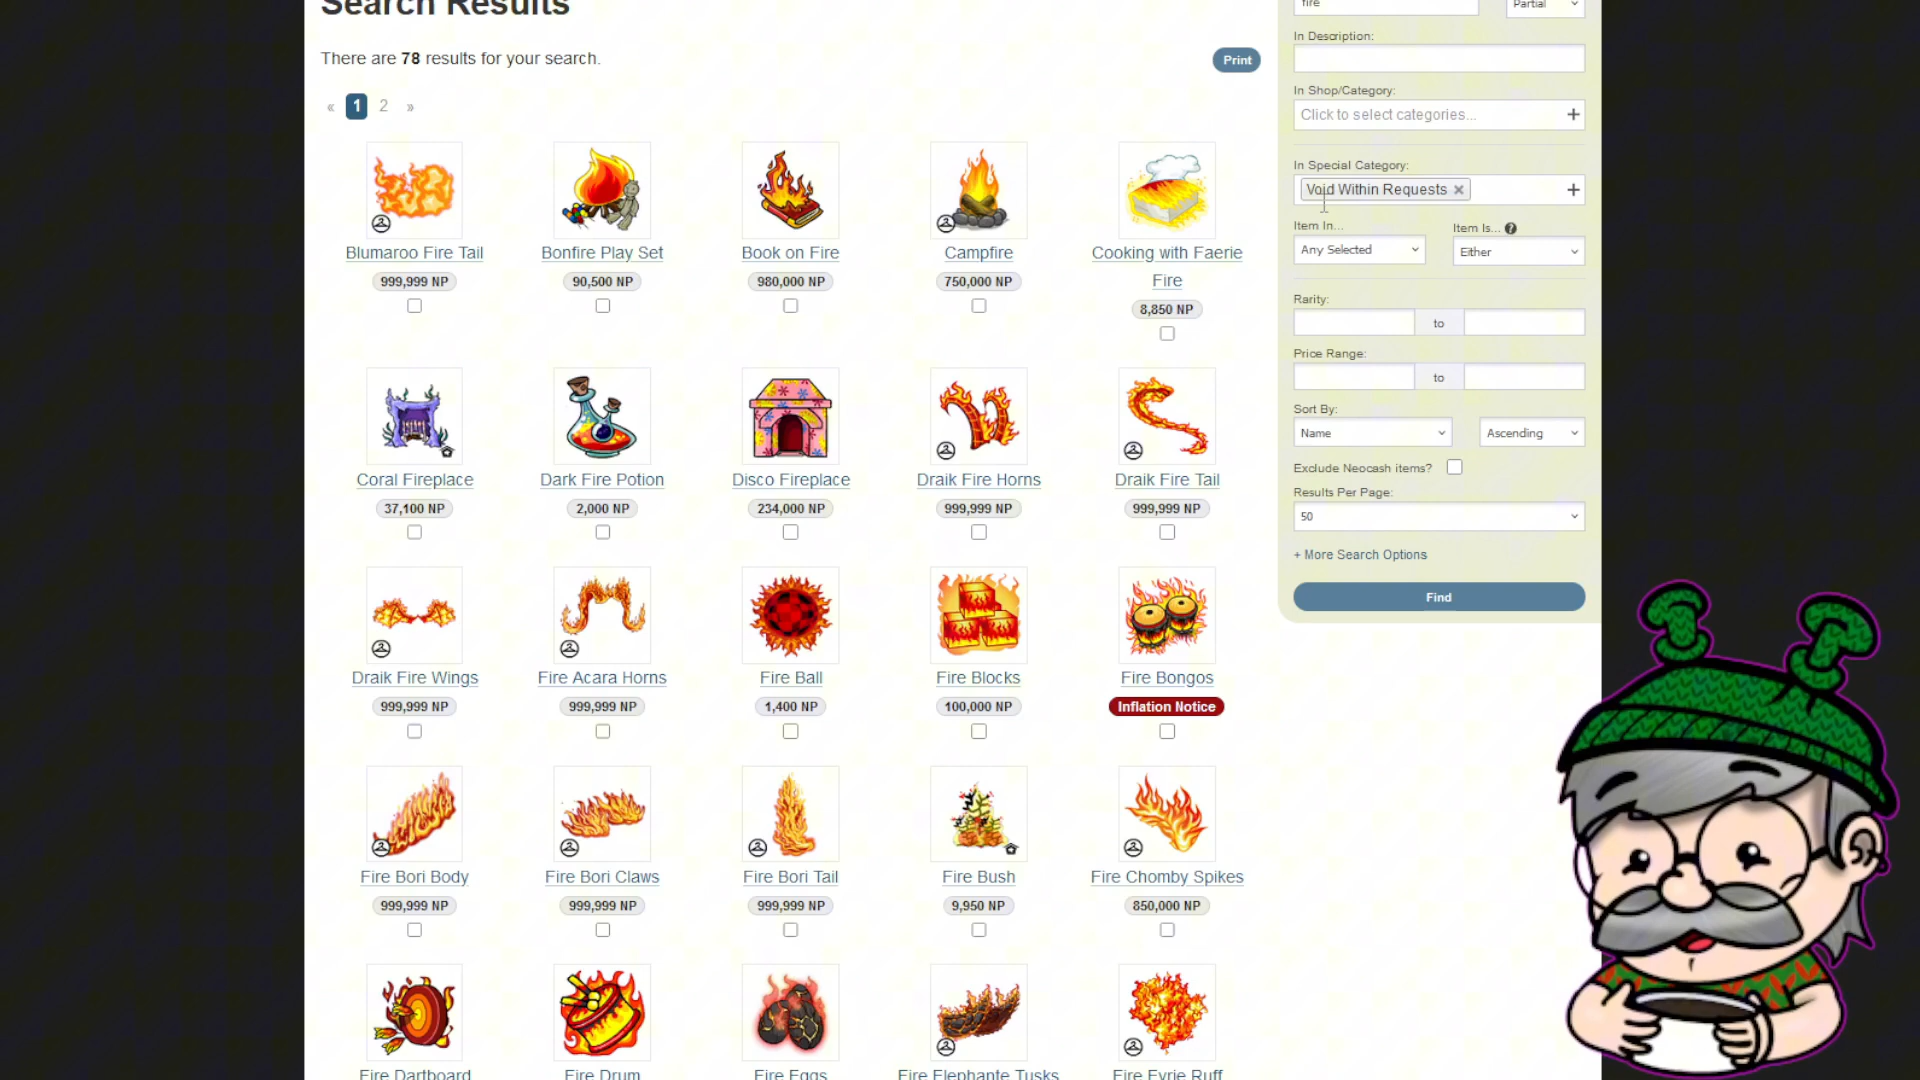 Search Results
There are 78 results for your search.
Print
« 1 2 »
Blumaroo Fire Tail
999,999 NP
Bonfire Play Set
90,500 NP
Book on Fire
980,000 NP
Campfire
750,000 NP
Cooking with Faerie
Fire
8,850 NP
Coral Fireplace
37,100 NP
Dark Fire Potion
2,000 NP
Disco Fireplace
234,000 NP
Draik Fire Horns
999,999 NP
Draik Fire Tail
999,999 NP
Draik Fire Wings
999,999 NP
Fire Acara Horns
999,999 NP
Fire Ball
1,400 NP
Fire Blocks
100,000 NP
Fire Bongos
Inflation Notice
Fire Bori Body
999,999 NP
Fire Bori Claws
999,999 NP
Fire Bori Tail
999,999 NP
Fire Bush
9,950 NP
Fire Chomby Spikes
850,000 NP
Fire Dartboard
Fire Drum
Fire Eggs
Fire Elephante Tusks
Fire Eyrie Ruff
fire
Partial
In Description:
In Shop/Category:
Click to select categories...
+
In Special Category:
Void Within Requests ×
+
Item In...
Any Selected
Item Is... ?
Either
Rarity:
to
Price Range:
to
Sort By:
Name
Ascending
Exclude Neocash items?
Results Per Page:
50
+ More Search Options
Find